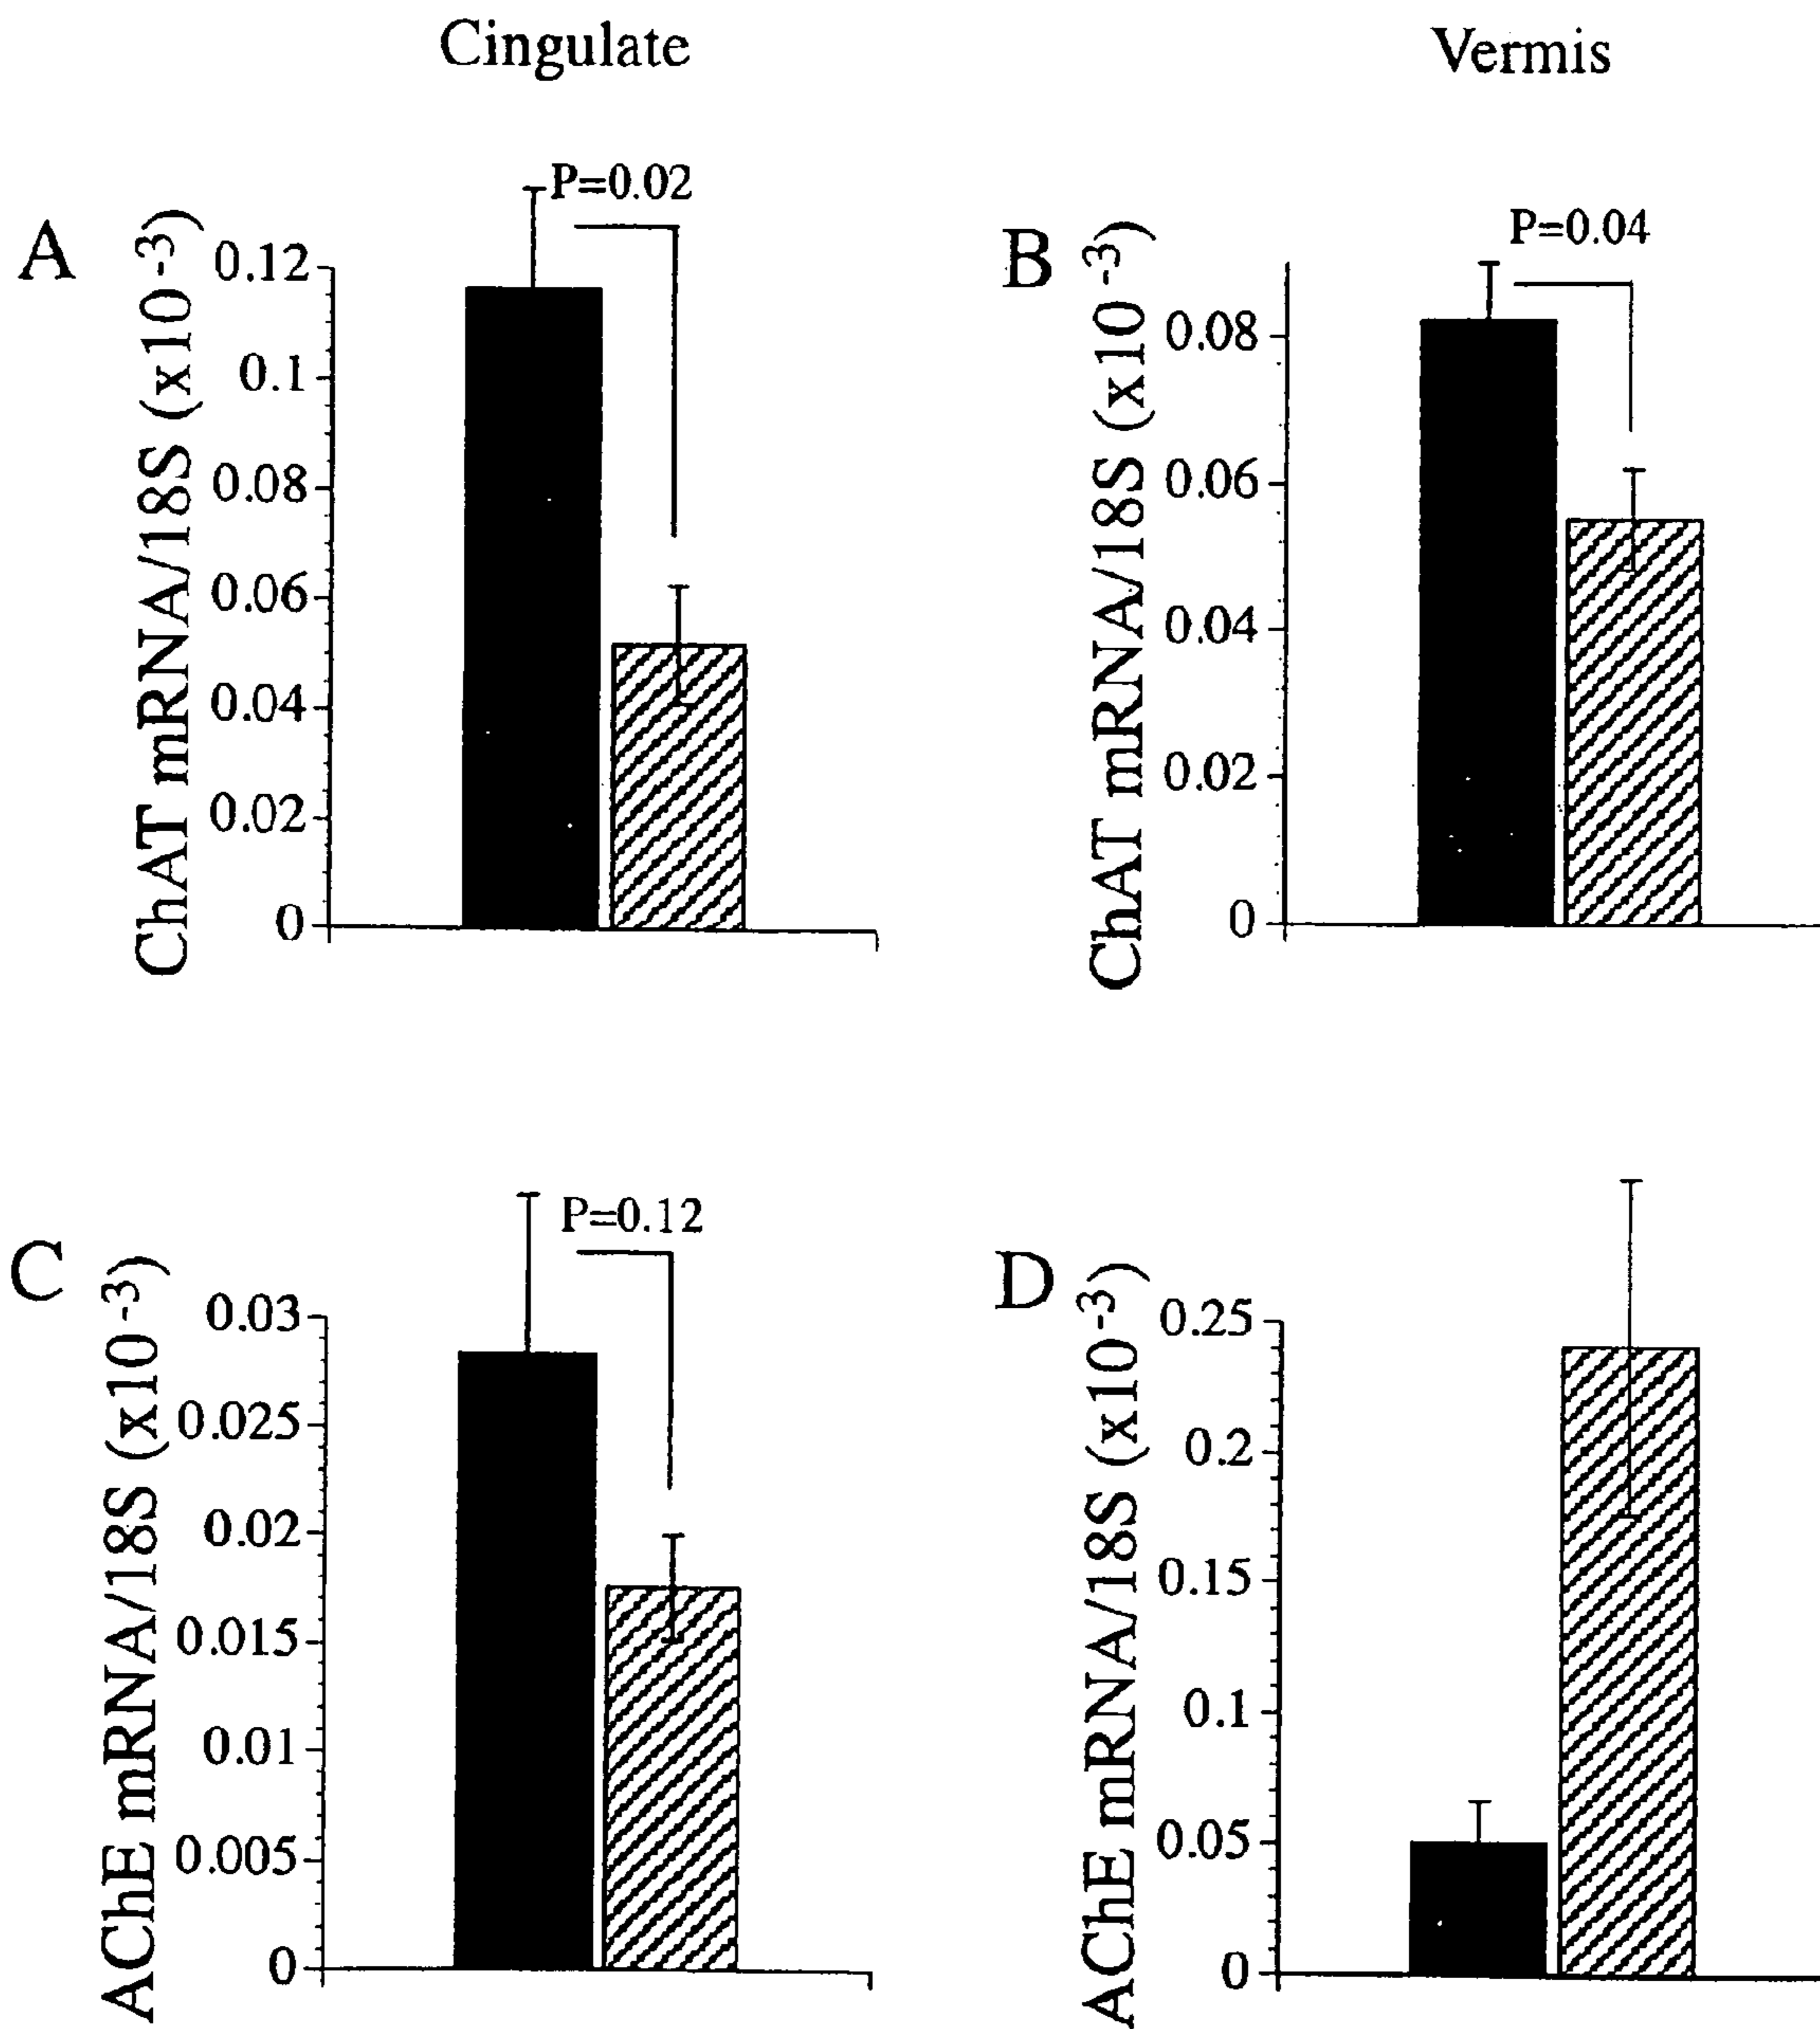 Cingulate
Vermis
A
ChAT mRNA/18S (x10-3)
0.12
0.1
0.08
0.06
0.04
0.02
0
P=0.02
B
ChAT mRNA/18S (x10-3)
0.08
0.06
0.04
0.02
0
P=0.04
C
AChE mRNA/18S (x10-3)
0.03
0.025
0.02
0.015
0.01
0.005
0
P=0.12
D
AChE mRNA/18S (x10-3)
0.25
0.2
0.15
0.1
0.05
0